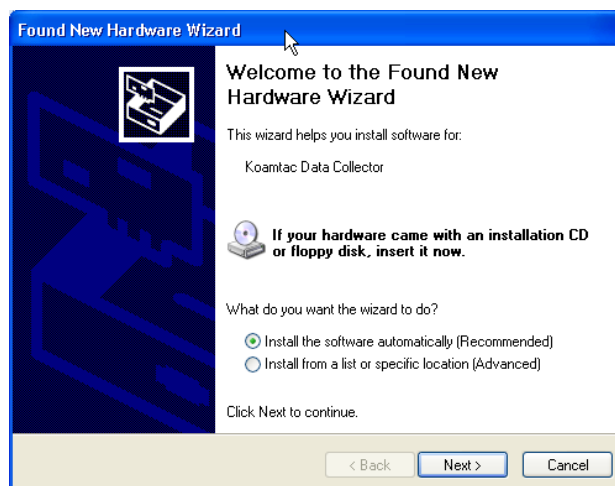 Found New Hardware Wizard
Welcome to the Found New
Hardware Wizard
This wizard helps you install software for:
Koamtac Data Collector
If your hardware came with an installation CD
or floppy disk, insert it now.
What do you want the wizard to do?
Install the software automatically (Recommended)
Install from a list or specific location (Advanced)
Click Next to continue.
< Back Next > Cancel